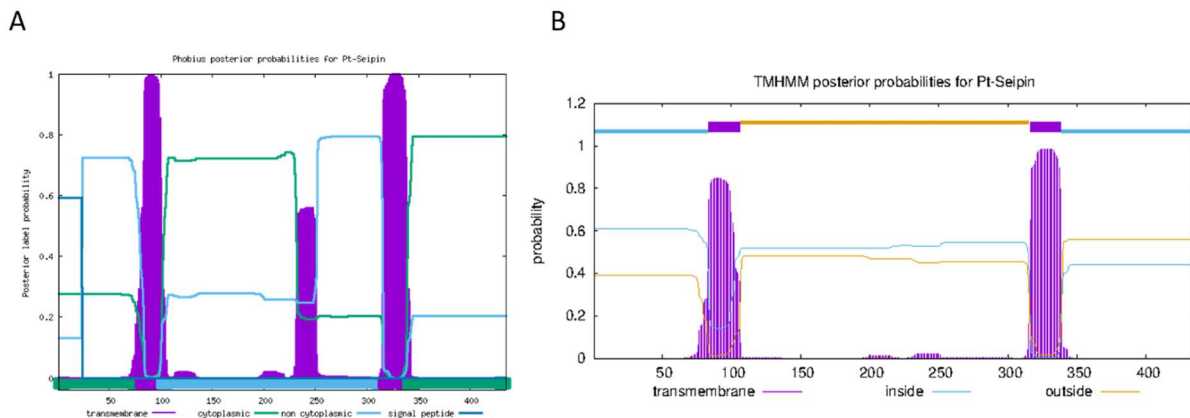 A
Phobius posterior probabilities for Pt-Seipin
Posterior label probability
1
0.8
0.6
0.4
0.2
0
50 100 150 200 250 300 350 400
transmembrane cytoplasmic non cytoplasmic signal peptide
B
TMHMM posterior probabilities for Pt-Seipin
probability
1.2
1
0.8
0.6
0.4
0.2
0
50 100 150 200 250 300 350 400
transmembrane inside outside